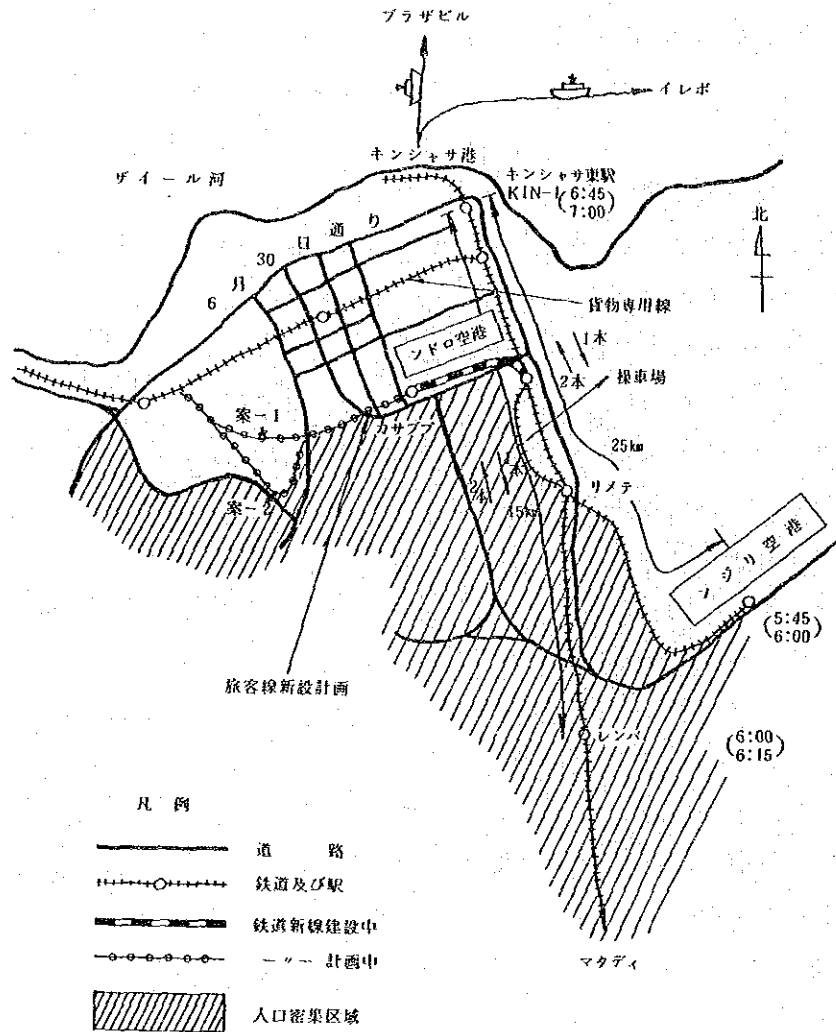 ブラザビル
イレボ
キンシャサ港
ザイール河
キンシャサ東駅
KIN-1 (6:45
7:00)
北
6月30日通り
貨物専用線
ンドロ空港
1本
2本
操車場
案-1
カサブブ
25km
1本
2本
15km
リメテ
案-2
ンジリ空港
(5:45
6:00)
旅客線新設計画
レンバ
(6:00
6:15)
凡例
道路
鉄道及び駅
鉄道新線建設中
―〃― 計画中
人口密集区域
マタディ